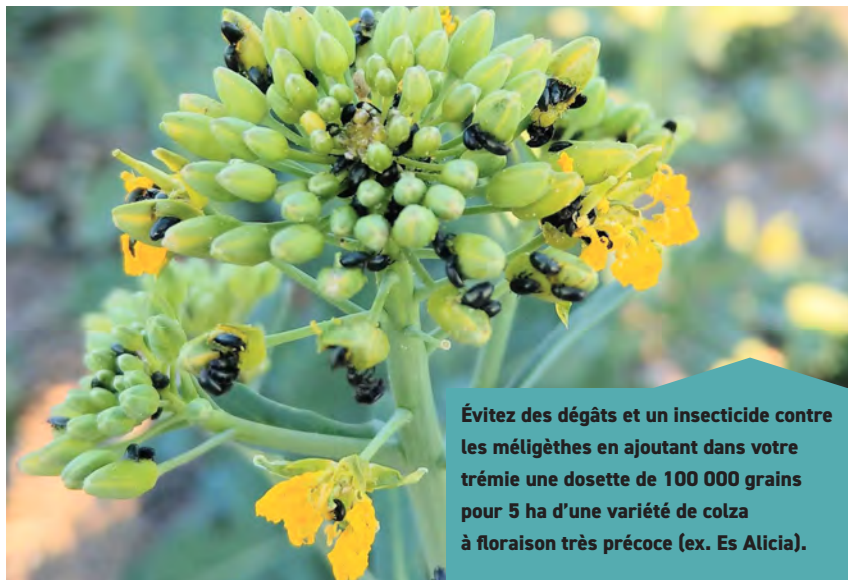 Évitez des dégâts et un insecticide contre
les méligèthes en ajoutant dans votre
trémie une dosette de 100 000 grains
pour 5 ha d’une variété de colza
à floraison très précoce (ex. Es Alicia).